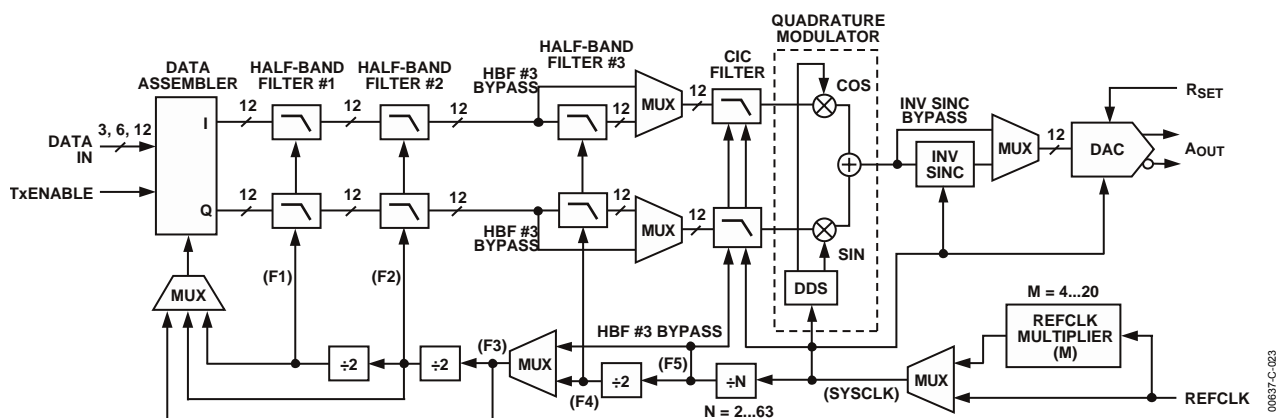 QUADRATURE
MODULATOR
DATA
ASSEMBLER
HALF-BAND
FILTER #1
HALF-BAND
FILTER #2
HALF-BAND
FILTER #3
HBF #3
BYPASS
MUX
CIC
FILTER
COS
INV SINC
BYPASS
RSET
3, 6, 12
DATA
IN
I
12
12
12
12
12
INV
SINC
MUX
12
DAC
AOUT
TxENABLE
Q
12
12
12
12
12
HBF #3
BYPASS
MUX
SIN
DDS
MUX
(F1)
(F2)
M = 4...20
REFCLK
MULTIPLIER
(M)
÷2
÷2
(F3)
MUX
HBF #3 BYPASS
(F4)
÷2
(F5)
÷N
N = 2...63
(SYSCLK)
MUX
REFCLK
00637-C-023